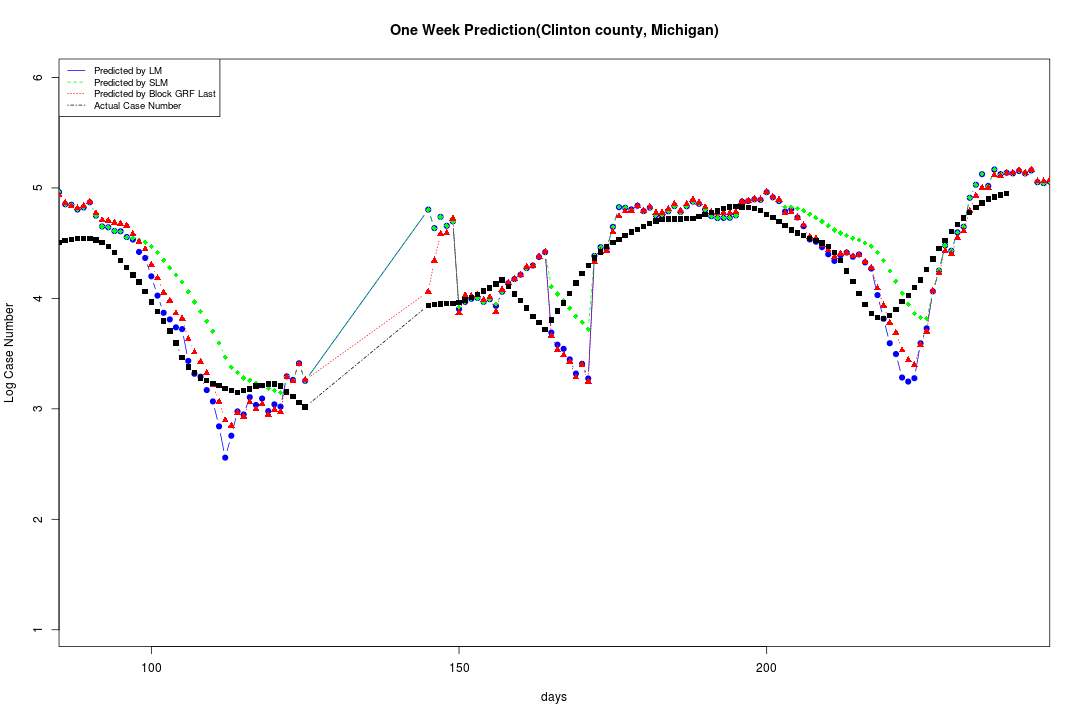 One Week Prediction(Clinton county, Michigan)
Predicted by LM
Predicted by SLM
Predicted by Block GRF Last
Actual Case Number
6
5
4
3
2
1
Log Case Number
100
150
200
days